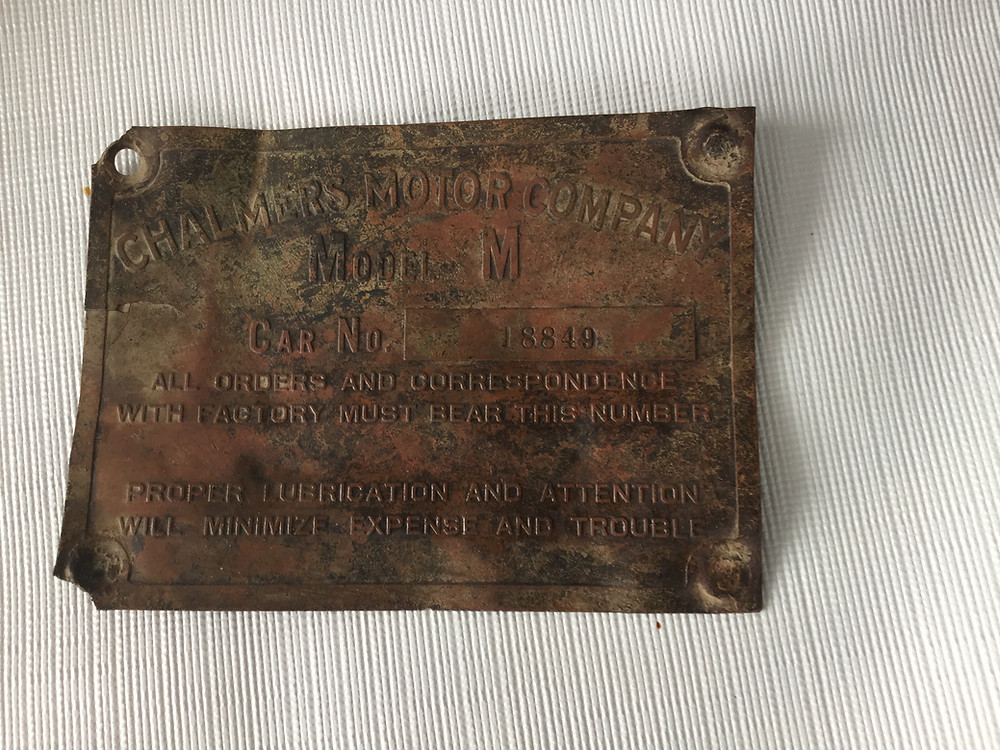 CHALMERS MOTOR COMPANY
MODEL M
CAR NO. 18849
ALL ORDERS AND CORRESPONDENCE
WITH FACTORY MUST BEAR THIS NUMBER
PROPER LUBRICATION AND ATTENTION
WILL MINIMIZE EXPENSE AND TROUBLE